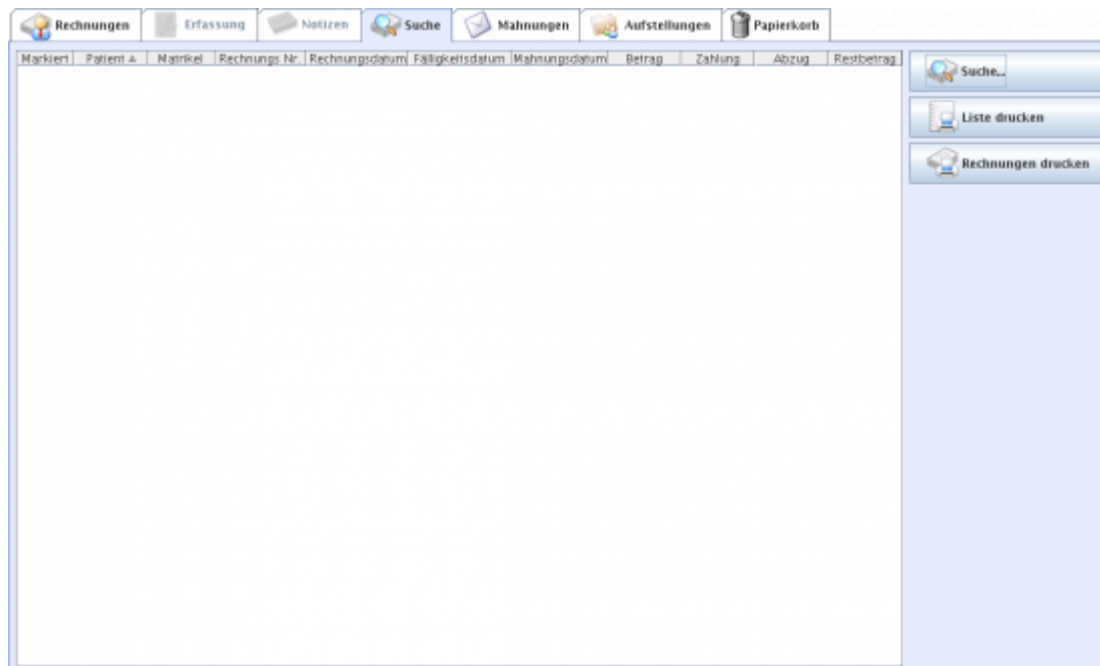 Rechnungen Erfassung Notizen Suche Mahnungen Aufstellungen Papierkorb
Markiert Patient Matrikel Rechnungs Nr. Rechnungsdatum Fälligkeitsdatum Mahnungsdatum Betrag Zahlung Abzug Restbetrag
Suche...
Liste drucken
Rechnungen drucken